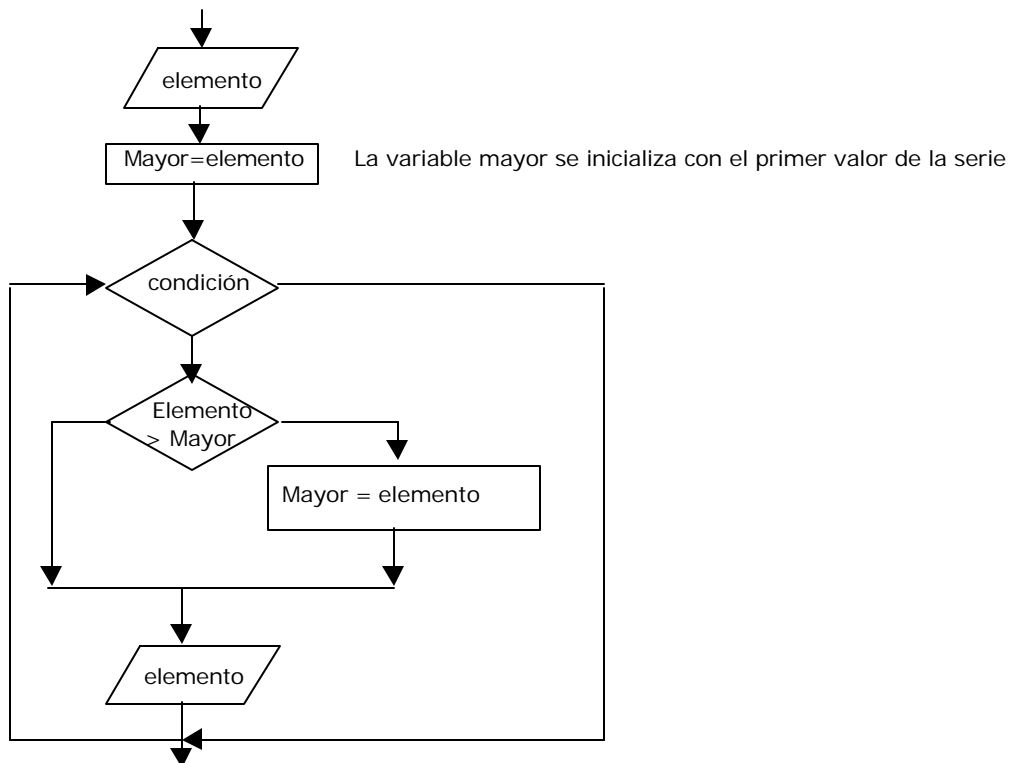 elemento
Mayor=elemento
La variable mayor se inicializa con el primer valor de la serie
condición
Elemento
> Mayor
Mayor = elemento
elemento